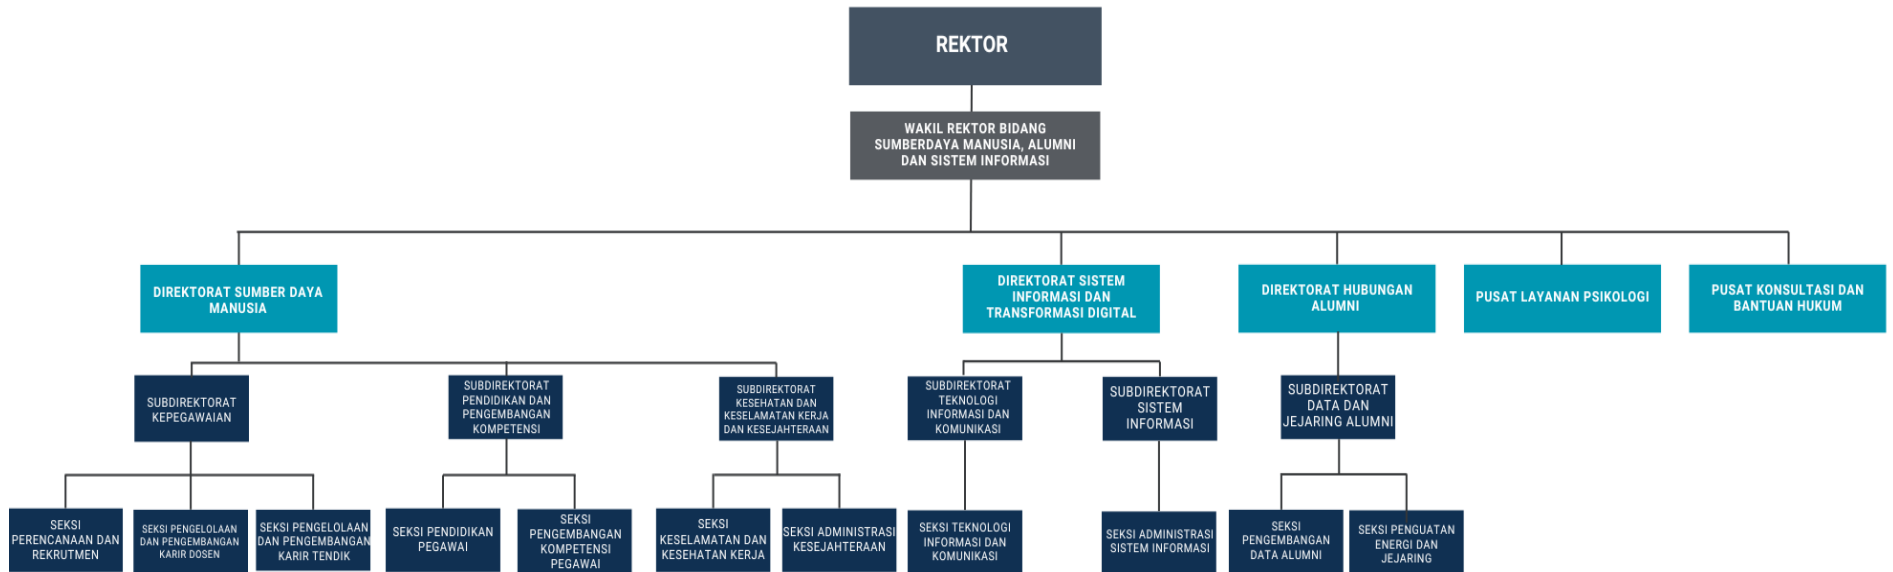 REKTOR
WAKIL REKTOR BIDANG
SUMBERDAYA MANUSIA, ALUMNI
DAN SISTEM INFORMASI
DIREKTORAT SUMBER DAYA
MANUSIA
DIREKTORAT SISTEM
INFORMASI DAN
TRANSFORMASI DIGITAL
DIREKTORAT HUBUNGAN
ALUMNI
PUSAT LAYANAN PSIKOLOGI
PUSAT KONSULTASI DAN
BANTUAN HUKUM
SUBDIREKTORAT
KEPEGAWAIAN
SUBDIREKTORAT
PENDIDIKAN DAN
PENGEMBANGAN
KOMPETENSI
SUBDIREKTORAT
KESEHATAN DAN
KESELAMATAN KERJA
DAN KESEJAHTERAAN
SUBDIREKTORAT
TEKNOLOGI
INFORMASI DAN
KOMUNIKASI
SUBDIREKTORAT
SISTEM
INFORMASI
SUBDIREKTORAT
DATA DAN
JEJARING ALUMNI
SEKSI
PERENCANAAN DAN
REKRUTMEN
SEKSI PENGELOLAAN
DAN PENGEMBANGAN
KARIR DOSEN
SEKSI PENGELOLAAN
DAN PENGEMBANGAN
KARIR TENDIK
SEKSI PENDIDIKAN
PEGAWAI
SEKSI
PENGEMBANGAN
KOMPETENSI
PEGAWAI
SEKSI
KESELAMATAN DAN
KESEHATAN KERJA
SEKSI ADMINISTRASI
KESEJAHTERAAN
SEKSI TEKNOLOGI
INFORMASI DAN
KOMUNIKASI
SEKSI ADMINISTRASI
SISTEM INFORMASI
SEKSI
PENGEMBANGAN
DATA ALUMNI
SEKSI PENGUATAN
ENERGI DAN
JEJARING